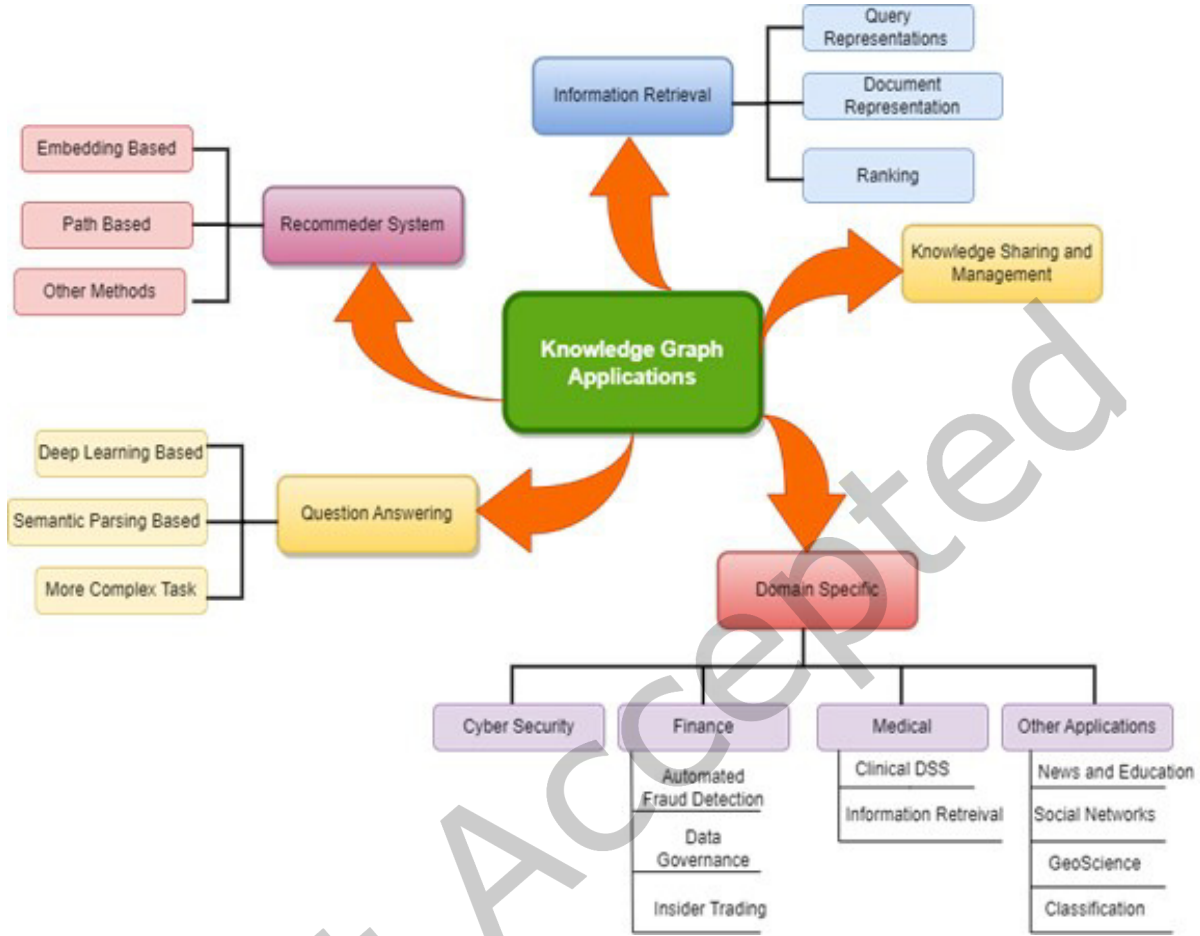 Query
Representations
Information Retrieval
Document
Representation
Ranking
Embedding Based
Path Based
Other Methods
Recommeder System
Knowledge Sharing and
Management
Knowledge Graph
Applications
Deep Learning Based
Semantic Parsing Based
More Complex Task
Question Answering
Domain Specific
Cyber Security
Finance
Automated
Fraud Detection
Data
Governance
Insider Trading
Medical
Clinical DSS
Information Retreival
Other Applications
News and Education
Social Networks
GeoScience
Classification
Accepted